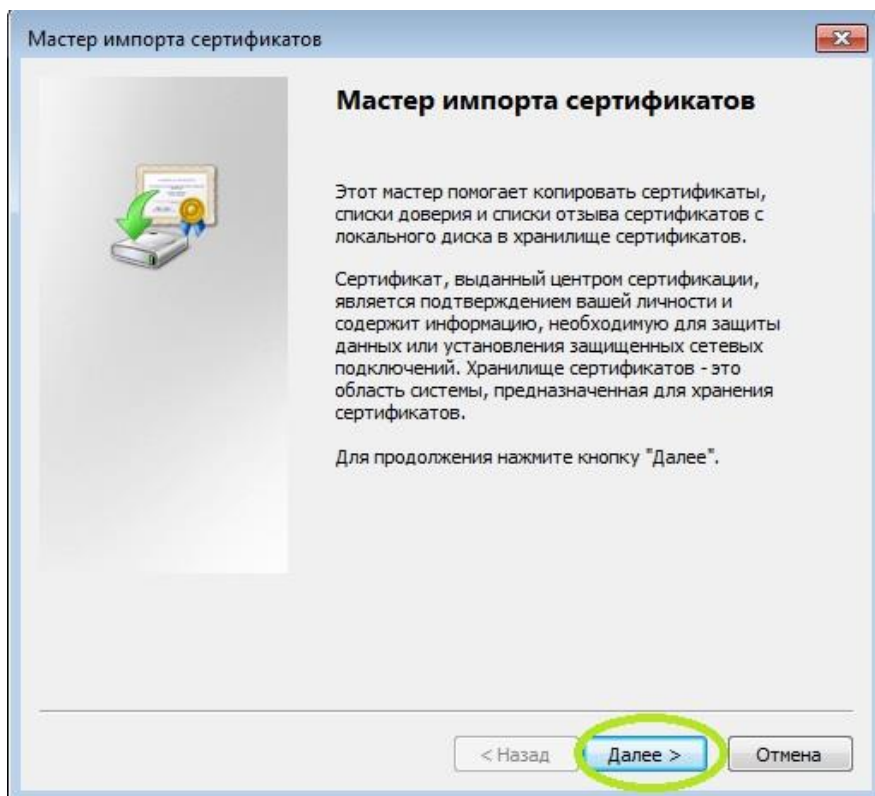 Мастер импорта сертификатов
Мастер импорта сертификатов
Этот мастер помогает копировать сертификаты,
списки доверия и списки отзыва сертификатов с
локального диска в хранилище сертификатов.
Сертификат, выданный центром сертификации,
является подтверждением вашей личности и
содержит информацию, необходимую для защиты
данных или установления защищенных сетевых
подключений. Хранилище сертификатов - это
область системы, предназначенная для хранения
сертификатов.
Для продолжения нажмите кнопку "Далее".
< Назад Далее > Отмена